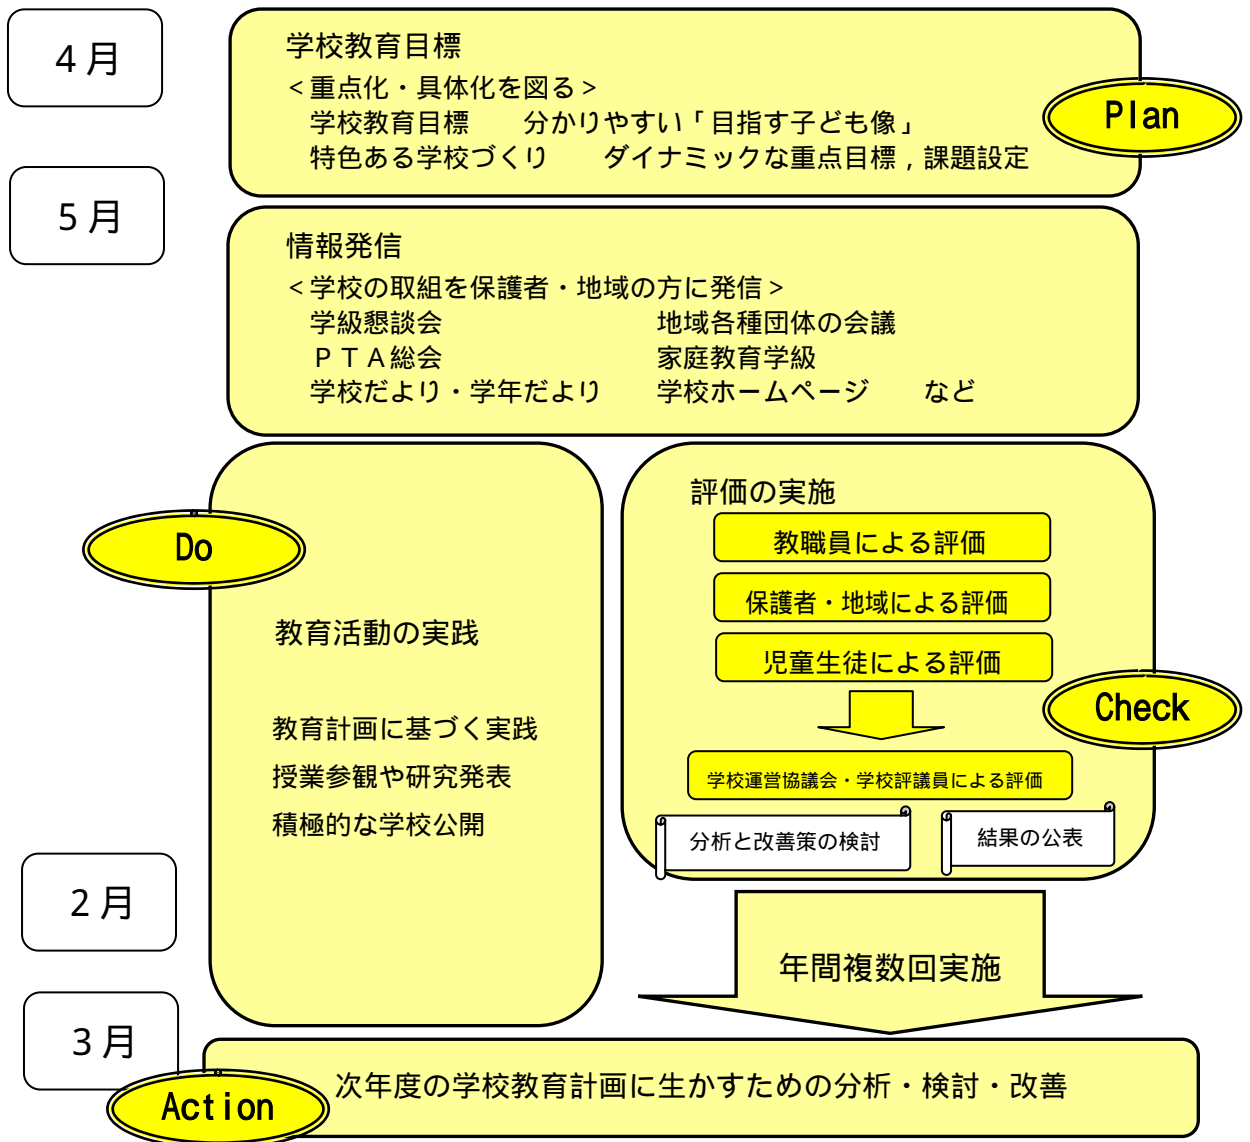 4月
学校教育目標
<重点化・具体化を図る>
学校教育目標　　分かりやすい「目指す子ども像」
特色ある学校づくり　　ダイナミックな重点目標,課題設定
Plan
5月
情報発信
<学校の取組を保護者・地域の方に発信>
学級懇談会　　地域各種団体の会議
PTA総会　　家庭教育学級
学校だより・学年だより　　学校ホームページ　　など
Do
教育活動の実践
教育計画に基づく実践
授業参観や研究発表
積極的な学校公開
評価の実施
教職員による評価
保護者・地域による評価
児童生徒による評価
Check
学校運営協議会・学校評議員による評価
分析と改善策の検討
結果の公表
2月
年間複数回実施
3月
Action
次年度の学校教育計画に生かすための分析・検討・改善